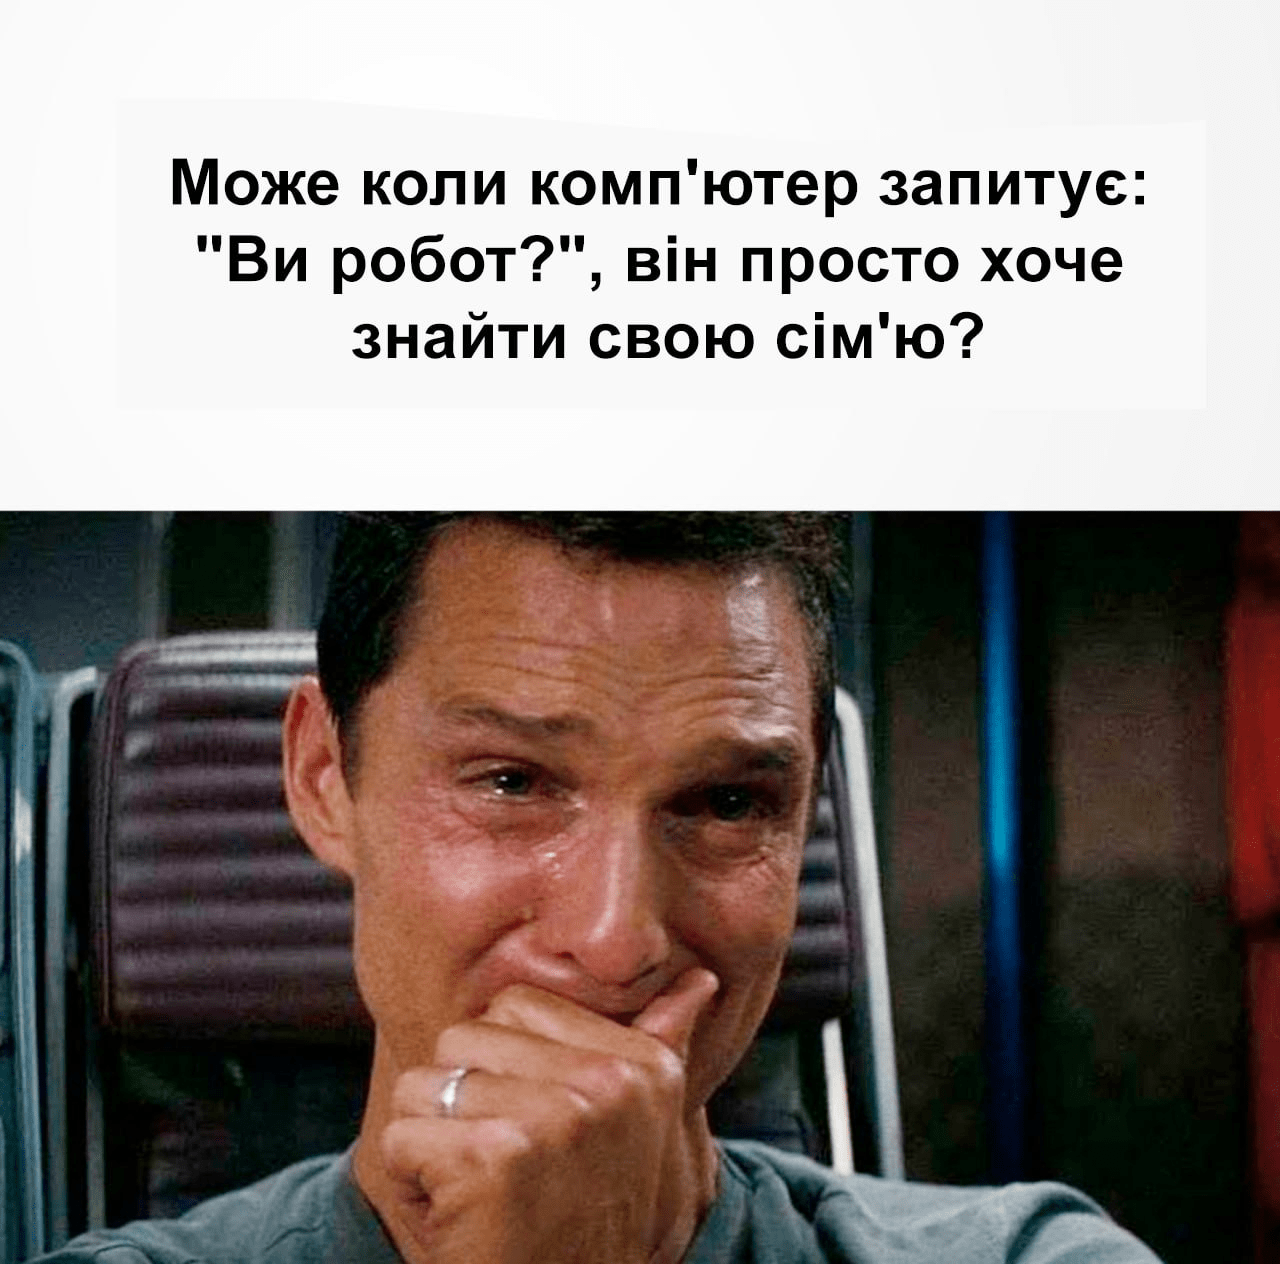 Може коли комп'ютер запитує:
"Ви робот?", він просто хоче
знайти свою сім'ю?